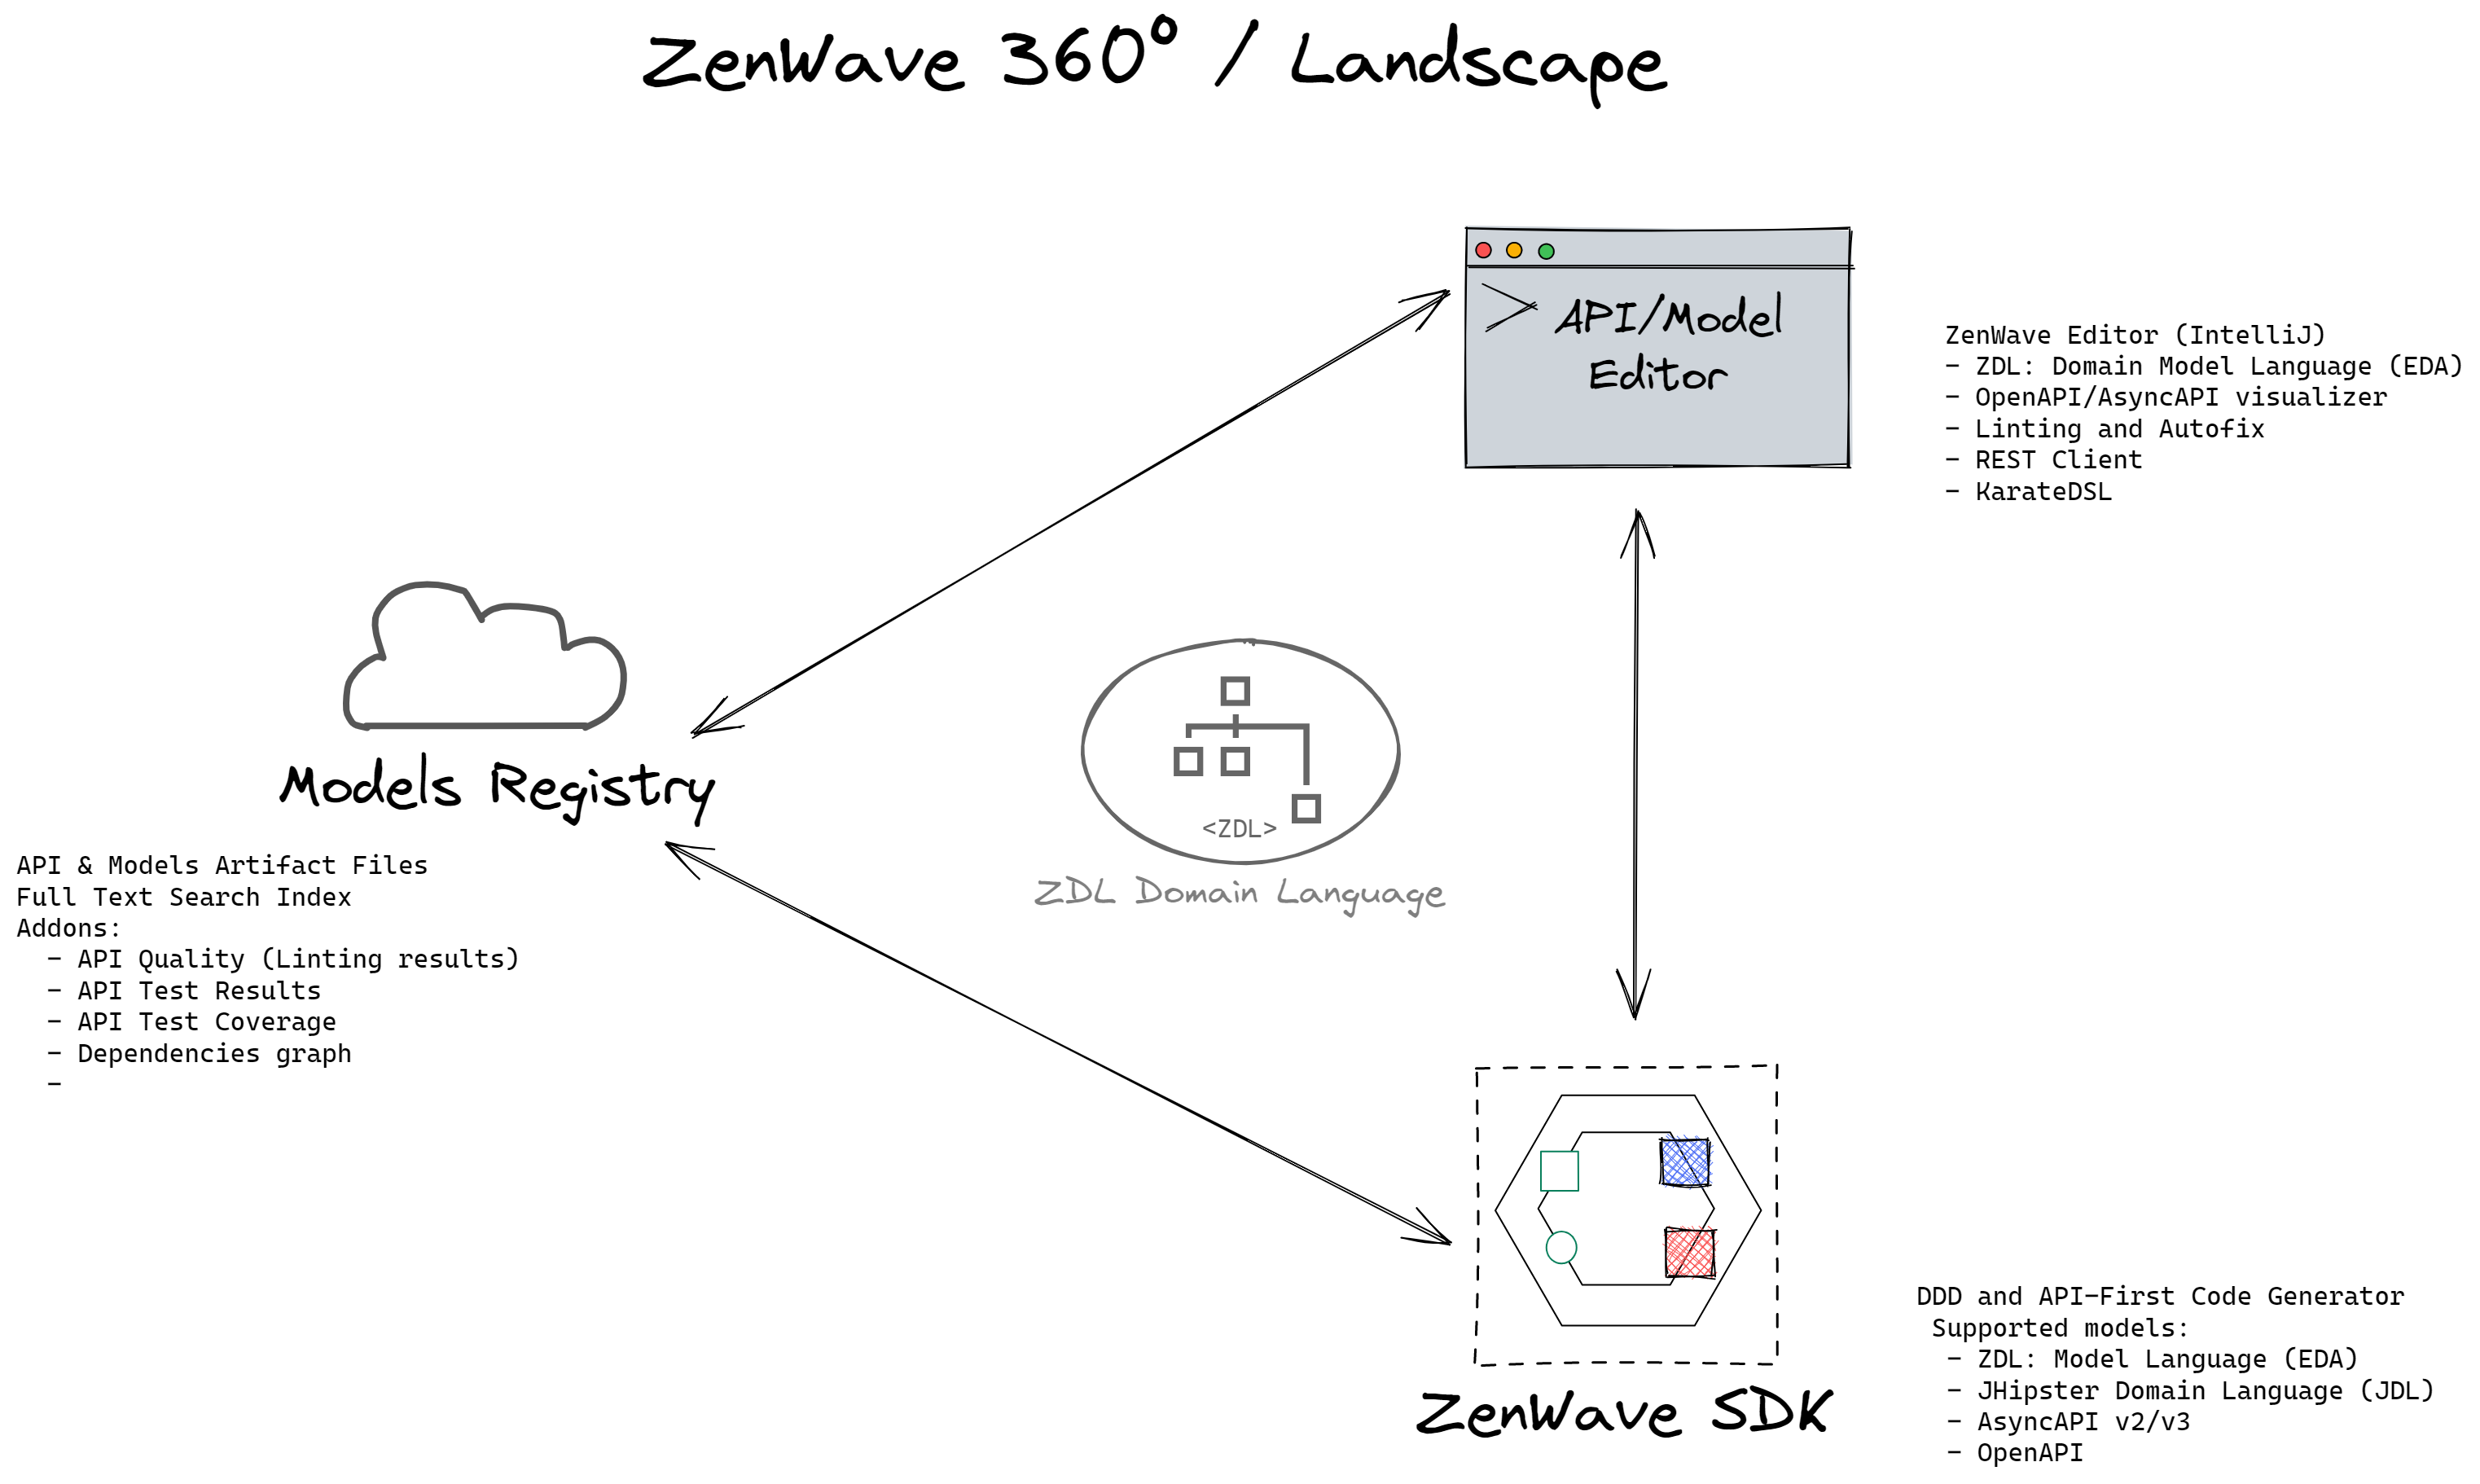 ZenWave 360° / Landscape
> API/Model
Editor
ZenWave Editor (IntelliJ)
- ZDL: Domain Model Language (EDA)
- OpenAPI/AsyncAPI visualizer
- Linting and Autofix
- REST Client
- KarateDSL
Models Registry
API & Models Artifact Files
Full Text Search Index
Addons:
- API Quality (Linting results)
- API Test Results
- API Test Coverage
- Dependencies graph
-
<ZDL>
ZDL Domain Language
ZenWave SDK
DDD and API-First Code Generator
Supported models:
- ZDL: Model Language (EDA)
- JHipster Domain Language (JDL)
- AsyncAPI v2/v3
- OpenAPI